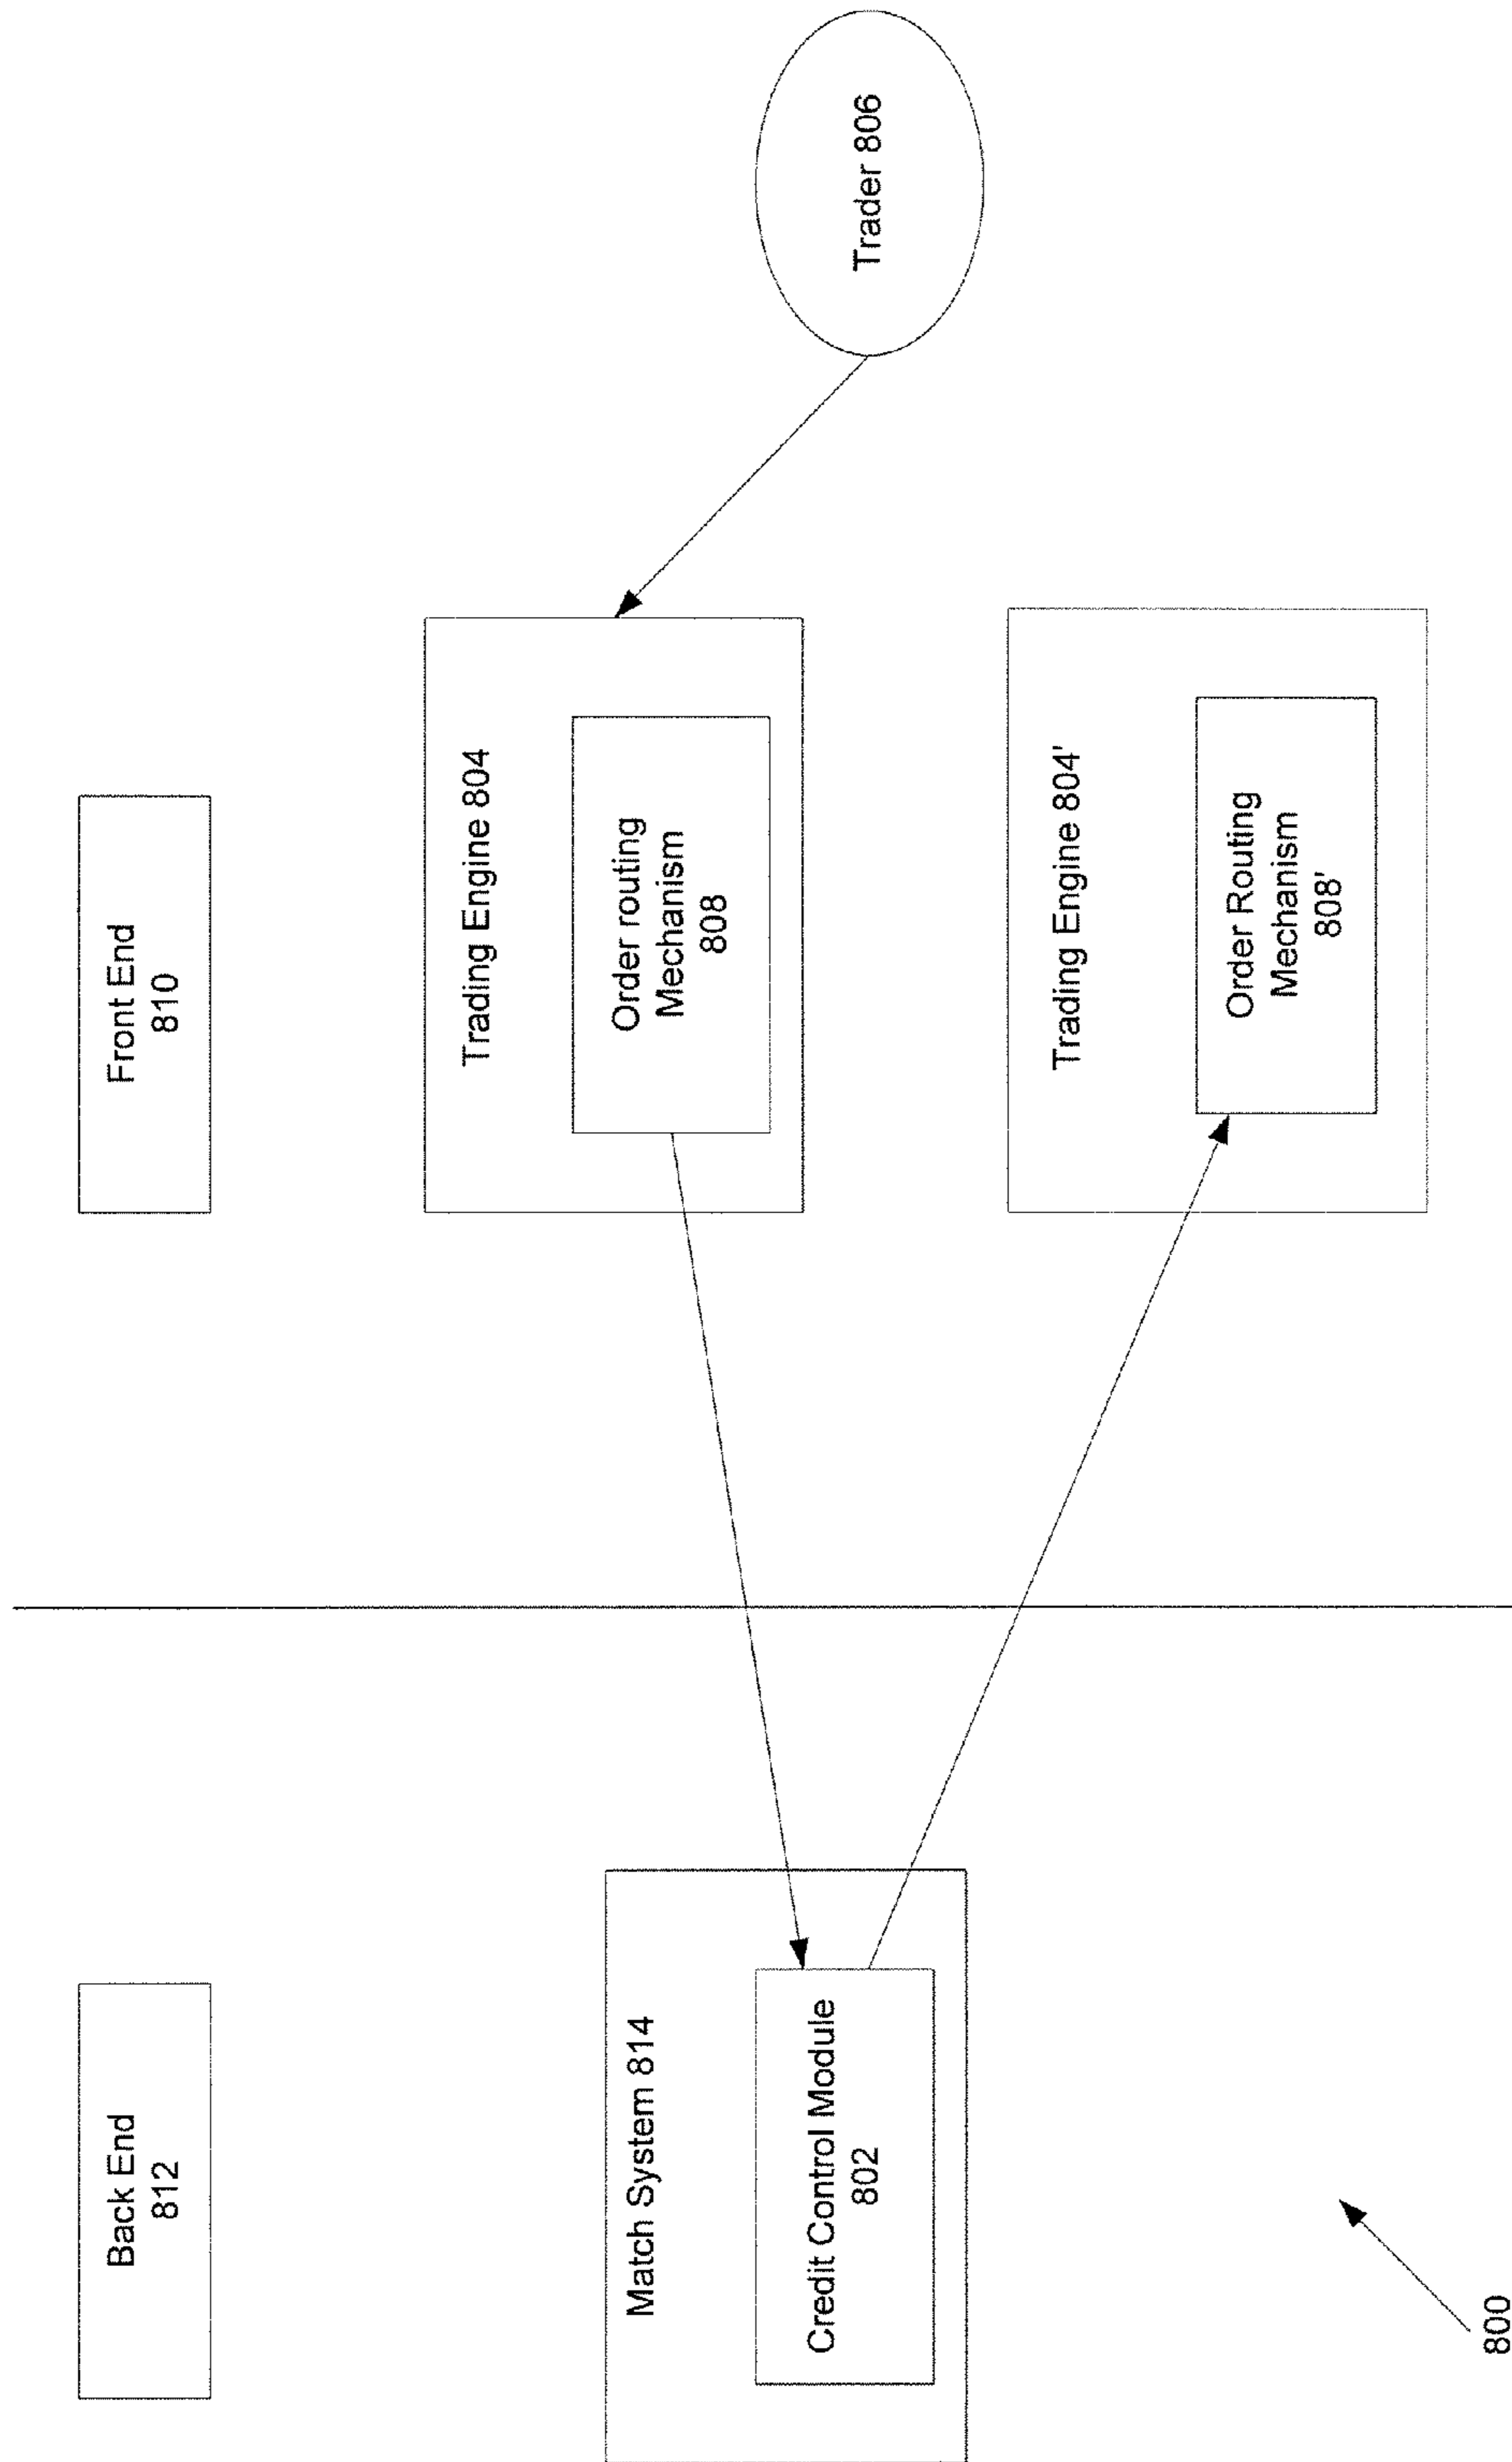 Back End
812
Front End
810
Match System 814
Credit Control Module
802
Trading Engine 804
Order routing
Mechanism
808
Trading Engine 804'
Order Routing
Mechanism
808'
Trader 806
800